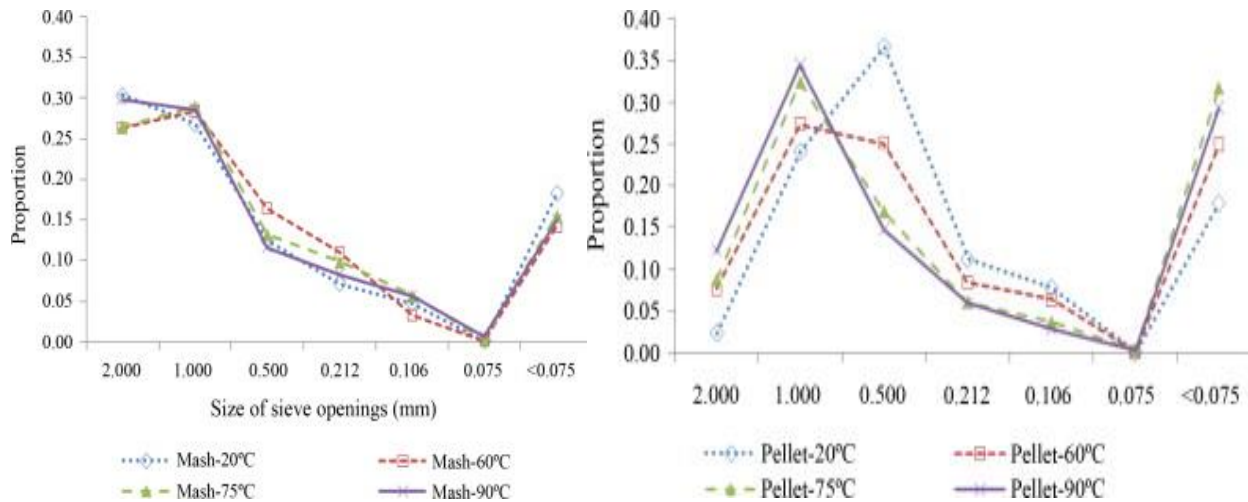 0.40
0.35
0.30
0.25
0.20
0.15
0.10
0.05
0.00
Proportion
2,000 1.000 0.500 0.212 0.106 0,075 <0.075
Size of sieve openings (mm)
Mash-20ºC Mash-60ºC
Mash-75ºC Mash-90ºC
0.40
0.35
0.30
0.25
0.20
0.15
0.10
0.05
0.00
Proportion
2.000 1.000 0.500 0.212 0,106 0,075 <0.075
Pellet-20ºC Pellet-60ºC
Pellet-75ºC Pellet-90ºC